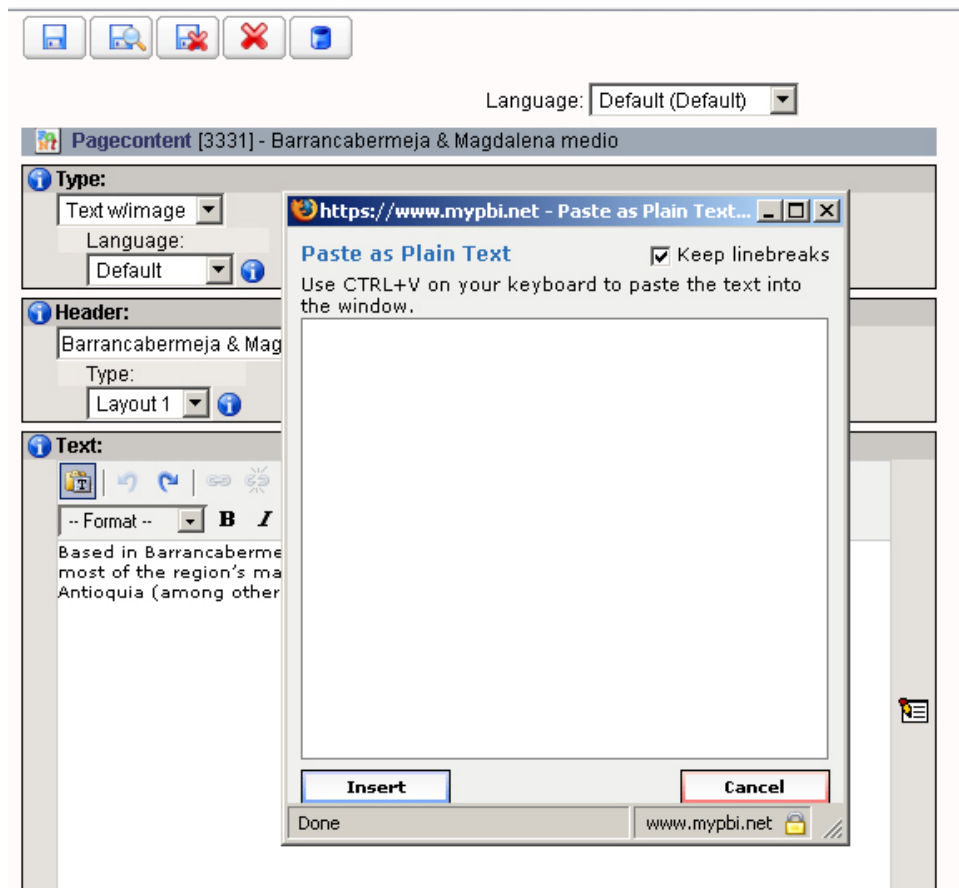 Language: Default (Default)
Pagecontent [3331] - Barrancabermeja & Magdalena medio
Type:
Text w/image
Language:
Default
Header:
Barrancabermeja & Mag
Type:
Layout 1
Text:
-- Format -- B I
Based in Barrancaberme
most of the region's ma
Antioquia (among other
https://www.mypbi.net - Paste as Plain Text...
Paste as Plain Text Keep linebreaks
Use CTRL+V on your keyboard to paste the text into
the window.
Insert Cancel
Done www.mypbi.net